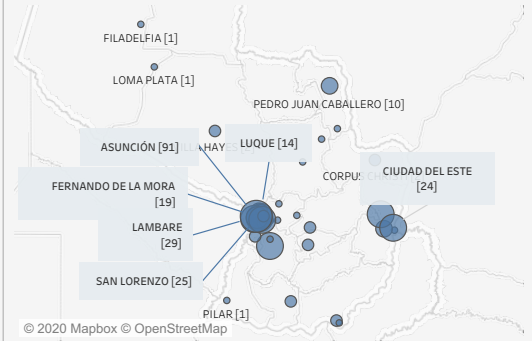 FILADELFIA [1]
LOMA PLATA [1]
PEDRO JUAN CABALLERO [10]
ASUNCIÓN [91]
HAYES
LUQUE [14]
CORPUS
CIUDAD DEL ESTE
[24]
FERNANDO DE LA MORA
[19]
LAMBARE
[29]
SAN LORENZO [25]
PILAR [1]
© 2020 Mapbox © OpenStreetMap